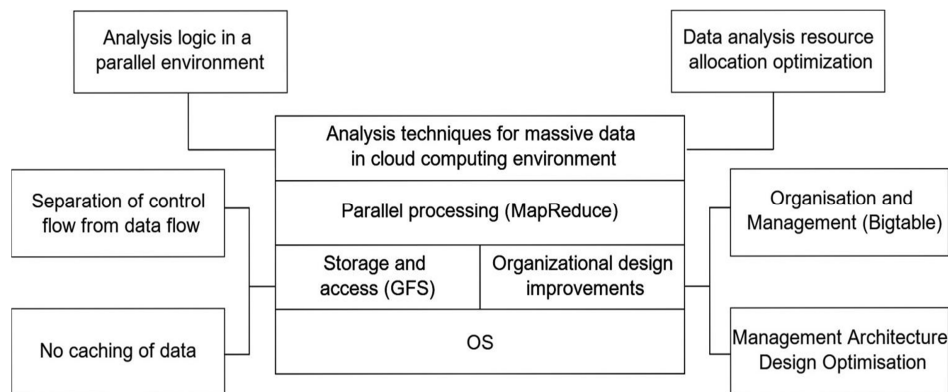 Analysis logic in a
parallel environment
Data analysis resource
allocation optimization
Analysis techniques for massive data
in cloud computing environment
Separation of control
flow from data flow
Parallel processing (MapReduce)
Organisation and
Management (Bigtable)
Storage and
access (GFS)
Organizational design
improvements
No caching of data
OS
Management Architecture
Design Optimisation